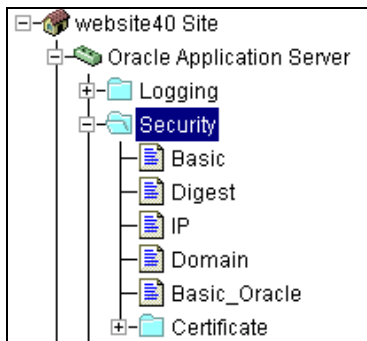 website40 Site
Oracle Application Server
Logging
Security
Basic
Digest
IP
Domain
Basic_Oracle
Certificate